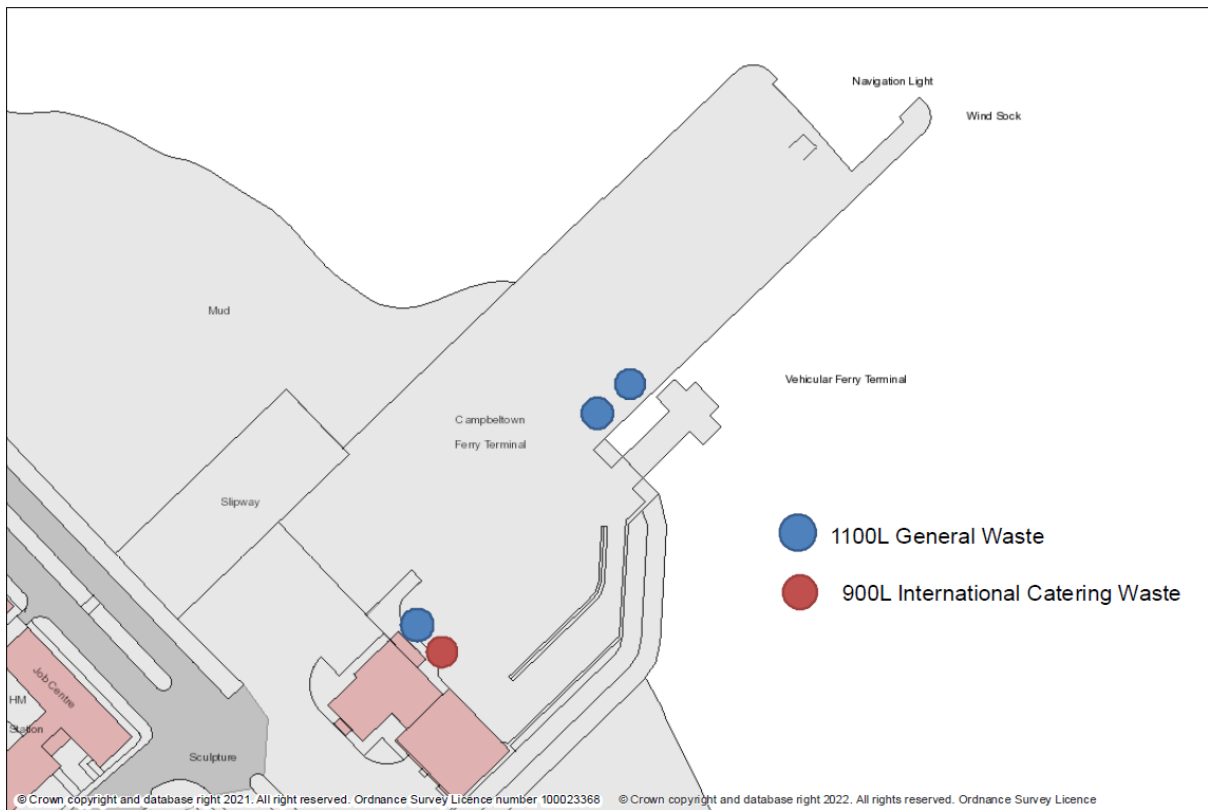 Navigation Light
Wind Sock
Mud
Vehicular Ferry Terminal
Campbeltown
Ferry Terminal
Slipway
1100L General Waste
900L International Catering Waste
Job Centre
HM
Station
Sculpture
© Crown copyright and database right 2021. All right reserved. Ordnance Survey Licence number 100023368
© Crown copyright and database right 2022. All rights reserved. Ordnance Survey Licence